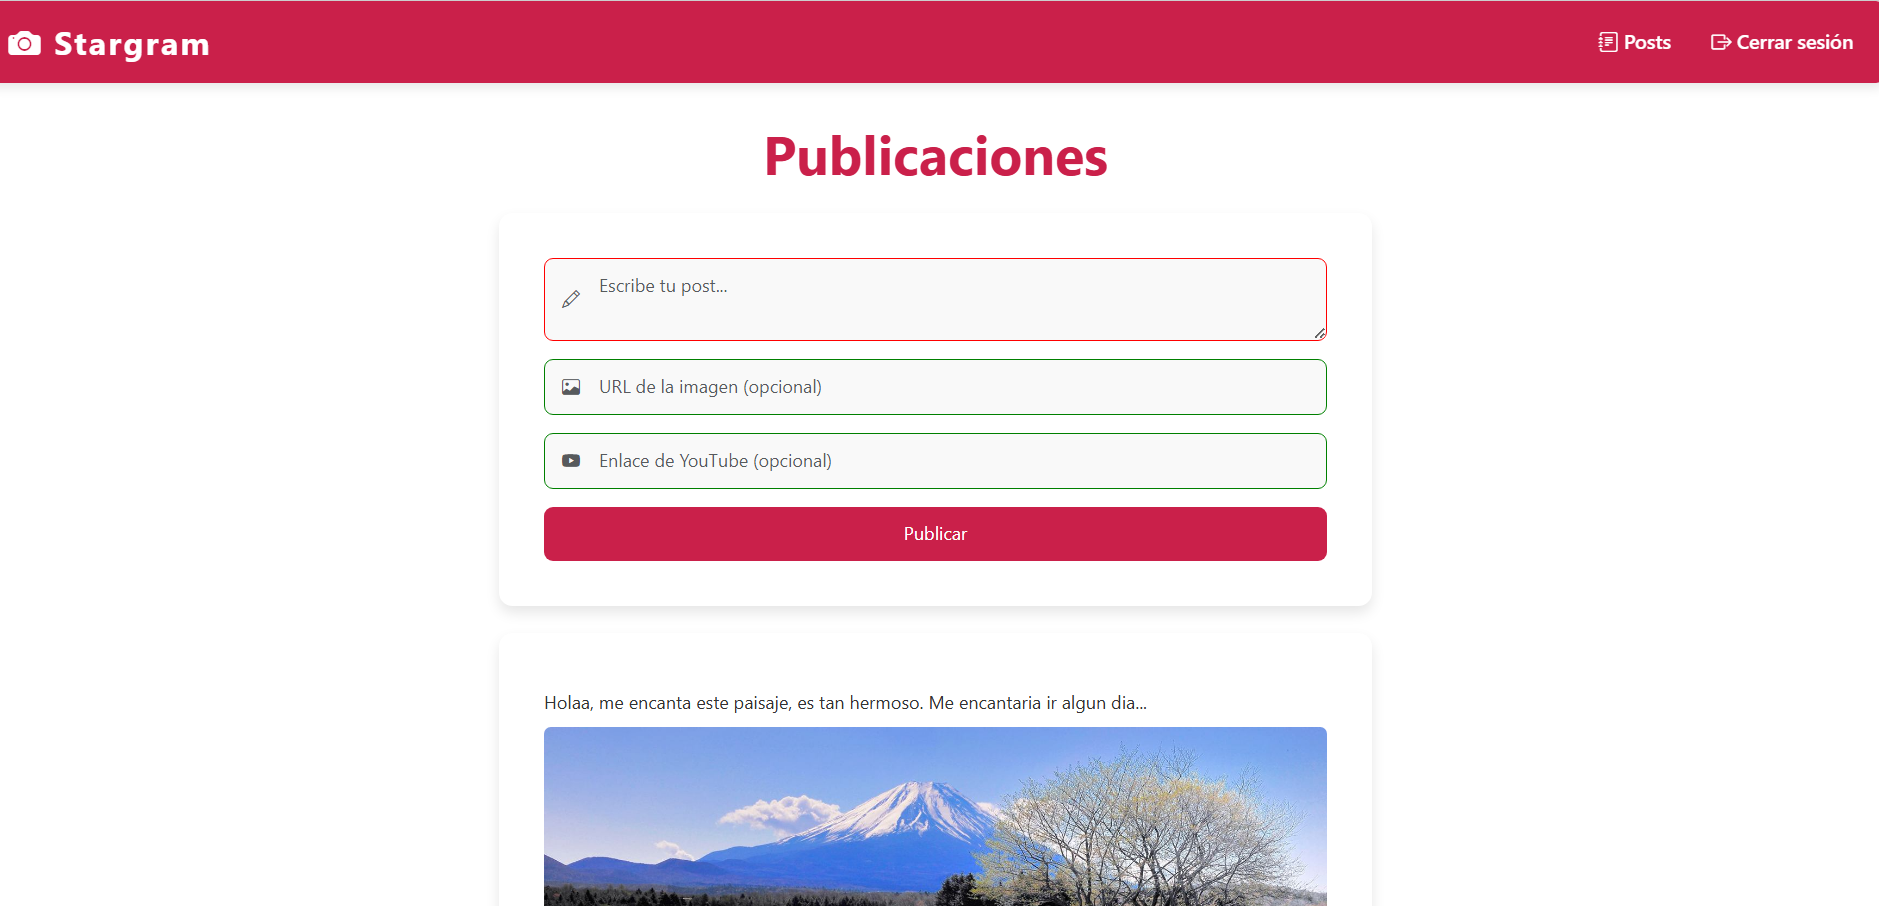 Stargram
Posts
Cerrar sesión
Publicaciones
Escribe tu post...
URL de la imagen (opcional)
Enlace de YouTube (opcional)
Publicar
Holaa, me encanta este paisaje, es tan hermoso. Me encantaria ir algun dia...